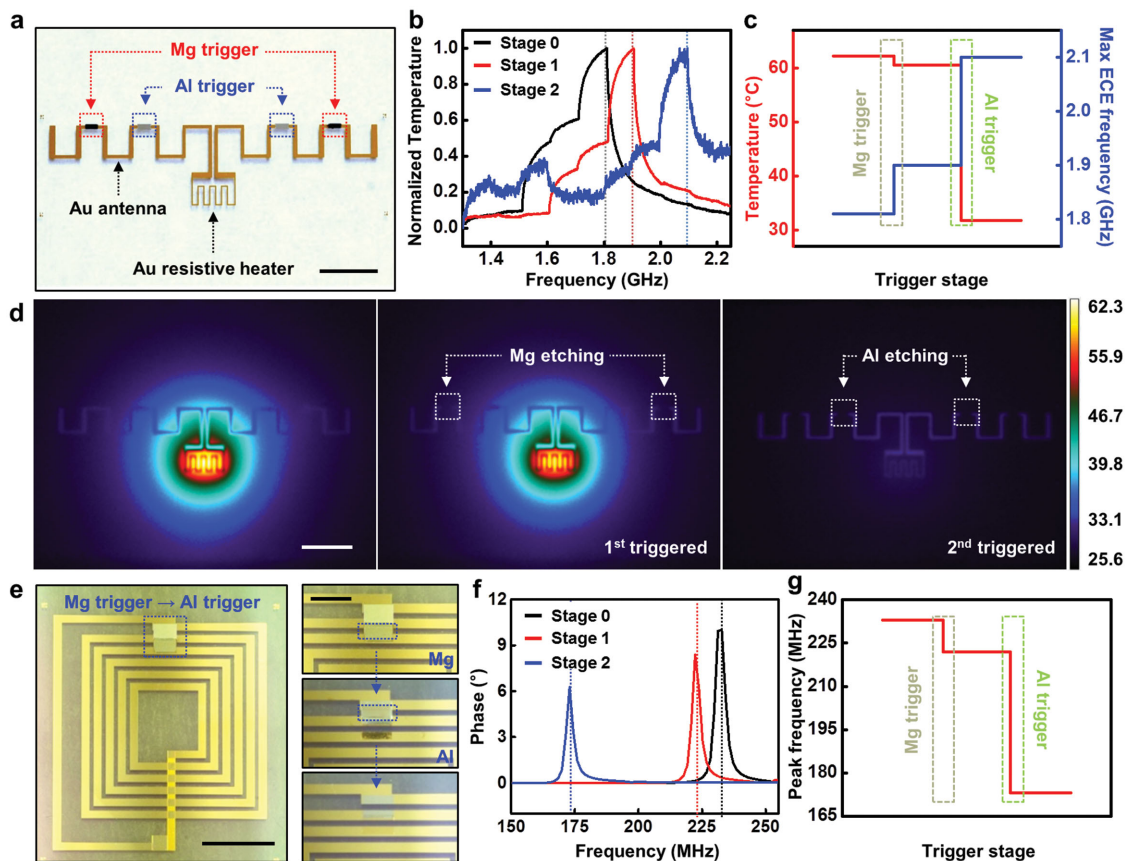 a
Mg trigger
Al trigger
Au antenna
Au resistive heater
b
Normalized Temperature
1.0
0.8
0.6
0.4
0.2
0.0
Stage 0
Stage 1
Stage 2
1.4 1.6 1.8 2.0 2.2
Frequency (GHz)
c
Temperature (°C)
60
50
40
30
Mg trigger
Al trigger
2.1
2.0
1.9
1.8
Max ECE frequency (GHz)
Trigger stage
d
Mg etching
1st triggered
Al etching
2nd triggered
62.3
55.9
46.7
39.8
33.1
25.6
e
Mg trigger → Al trigger
Mg
Al
f
Phase (°)
12
9
6
3
0
Stage 0
Stage 1
Stage 2
150 175 200 225 250
Frequency (MHz)
g
Peak frequency (MHz)
240
225
210
195
180
165
Mg trigger
Al trigger
Trigger stage